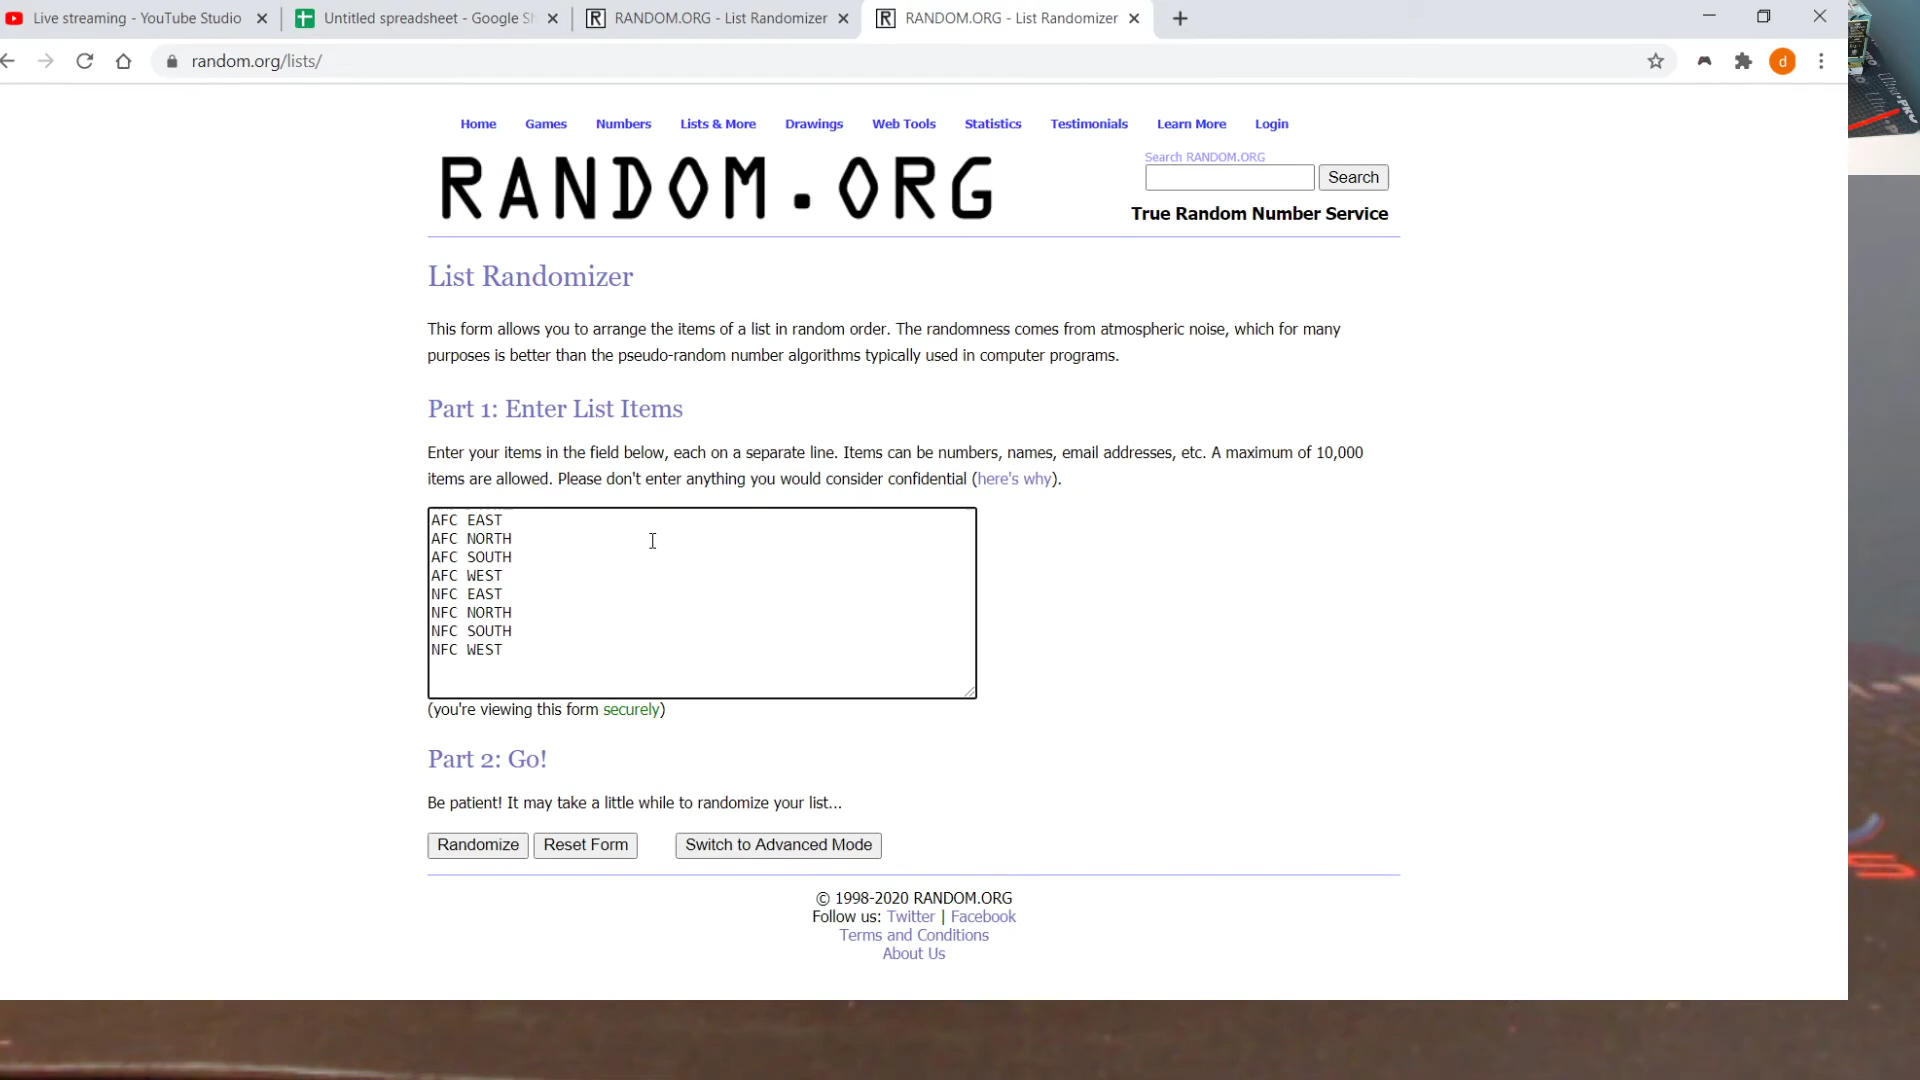 Live streaming - YouTube Studio
Untitled spreadsheet - Google Sh
RANDOM.ORG - List Randomizer
RANDOM.ORG - List Randomizer
random.org/lists/
d
Home Games Numbers Lists & More Drawings Web Tools Statistics Testimonials Learn More Login
RANDOM.ORG
Search RANDOM.ORG
Search
True Random Number Service
List Randomizer
This form allows you to arrange the items of a list in random order. The randomness comes from atmospheric noise, which for many
purposes is better than the pseudo-random number algorithms typically used in computer programs.
Part 1: Enter List Items
Enter your items in the field below, each on a separate line. Items can be numbers, names, email addresses, etc. A maximum of 10,000
items are allowed. Please don't enter anything you would consider confidential (here's why).
AFC EAST
AFC NORTH
AFC SOUTH
AFC WEST
NFC EAST
NFC NORTH
NFC SOUTH
NFC WEST
(you're viewing this form securely)
Part 2: Go!
Be patient! It may take a little while to randomize your list...
Randomize Reset Form Switch to Advanced Mode
© 1998-2020 RANDOM.ORG
Follow us: Twitter | Facebook
Terms and Conditions
About Us